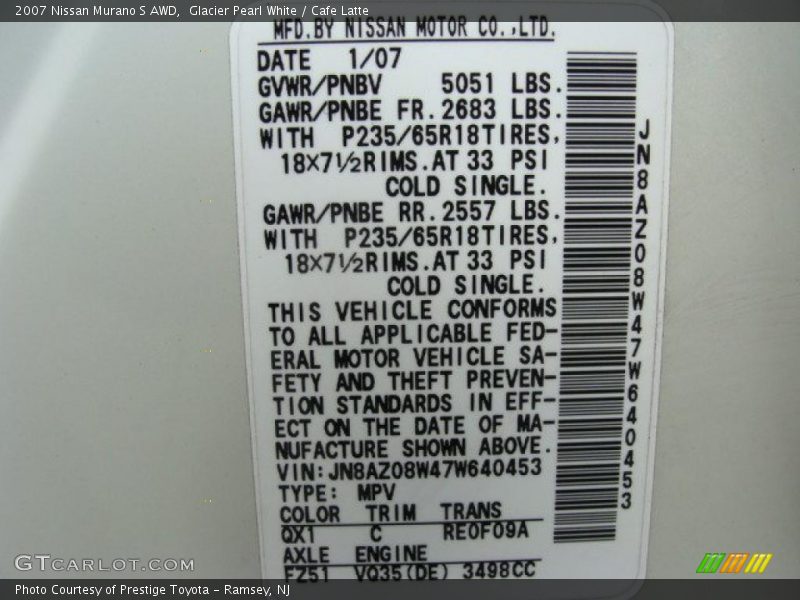 2007 Nissan Murano S AWD,  Glacier Pearl White / Cafe Latte
MFD.BY NISSAN MOTOR CO.,LTD.
DATE 1/07
GVWR/PNBV 5051 LBS.
GAWR/PNBE FR.2683 LBS.
WITH P235/65R18TIRES,
18X7½RIMS.AT 33 PSI
COLD SINGLE.
GAWR/PNBE RR.2557 LBS.
WITH P235/65R18TIRES,
18X7½RIMS.AT 33 PSI
COLD SINGLE.
THIS VEHICLE CONFORMS
TO ALL APPLICABLE FED-
ERAL MOTOR VEHICLE SA-
FETY AND THEFT PREVEN-
TION STANDARDS IN EFF-
ECT ON THE DATE OF MA-
NUFACTURE SHOWN ABOVE.
VIN:JN8AZ08W47W640453
TYPE: MPV
COLOR TRIM TRANS
QX1 C RE0F09A
AXLE ENGINE
FZ51 VQ35(DE) 3498CC
JN8AZ08W47W640453
GTCARLOT.COM
Photo Courtesy of Prestige Toyota - Ramsey, NJ